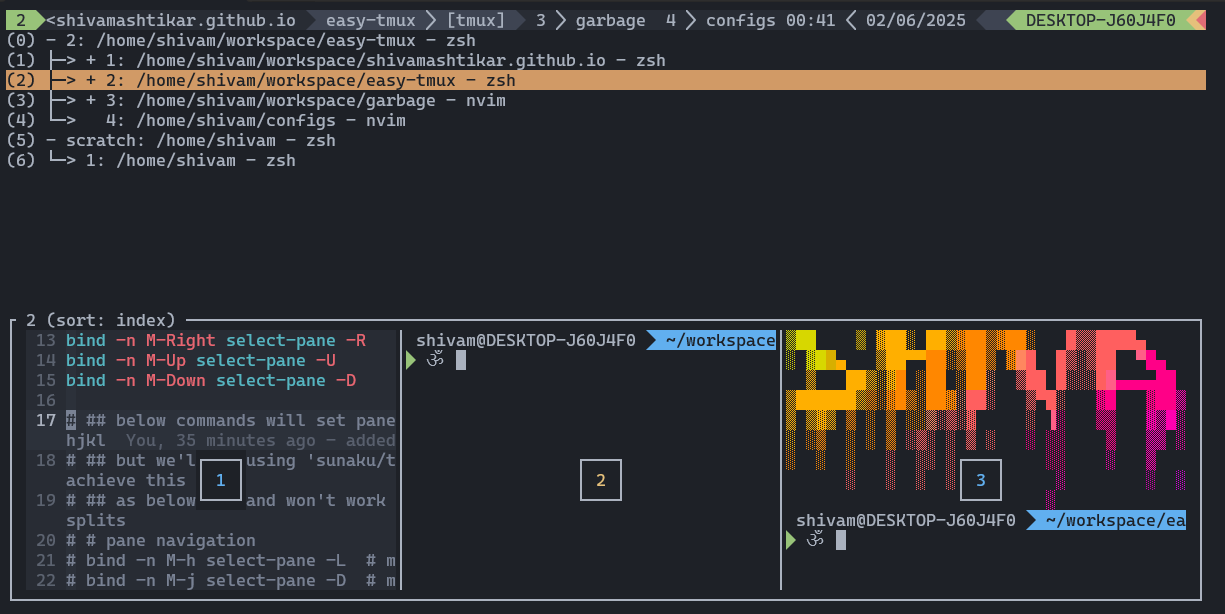 2 <shivamashtikar.github.io easy-tmux [tmux] 3 garbage 4 configs 00:41 02/06/2025 DESKTOP-J60J4F0
(0) - 2: /home/shivam/workspace/easy-tmux - zsh
(1) ├─> + 1: /home/shivam/workspace/shivamashtikar.github.io - zsh
(2) ├─> + 2: /home/shivam/workspace/easy-tmux - zsh
(3) ├─> + 3: /home/shivam/workspace/garbage - nvim
(4) └─>   4: /home/shivam/configs - nvim
(5) - scratch: /home/shivam - zsh
(6) └─> 1: /home/shivam - zsh
2 (sort: index)
13 bind -n M-Right select-pane -R
14 bind -n M-Up select-pane -U
15 bind -n M-Down select-pane -D
16
17 # ## below commands will set pane
hjkl  You, 35 minutes ago - added
18 # ## but we'l using 'sunaku/t
achieve this
19 # ## as below and won't work
splits
20 # # pane navigation
21 # bind -n M-h select-pane -L  # m
22 # bind -n M-j select-pane -D  # m
1
shivam@DESKTOP-J60J4F0 ~/workspace
ॐ
2
shivam@DESKTOP-J60J4F0 ~/workspace/ea
ॐ
3